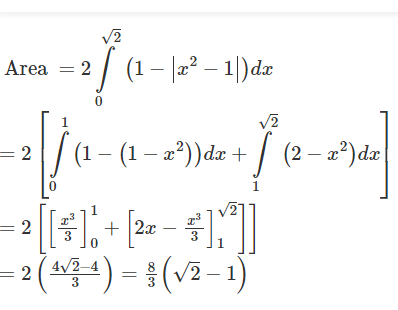 Area = 2 ∫₀^√2 (1 − |x² − 1|)dx
= 2 [∫₀¹ (1 − (1 − x²))dx + ∫₁^√2 (2 − x²)dx]
= 2 [[x³/3]₀¹ + [2x − x³/3]₁^√2]]
= 2 ((4√2−4)/3) = 8/3 (√2 − 1)